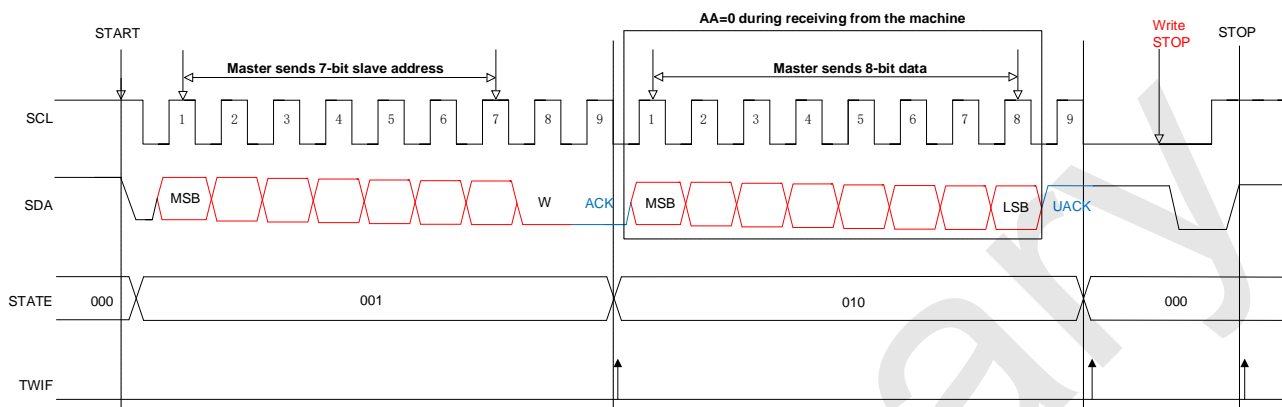 AA=0 during receiving from the machine
START
Write
STOP
STOP
Master sends 7-bit slave address
Master sends 8-bit data
SCL
1 2 3 4 5 6 7 8 9 1 2 3 4 5 6 7 8 9
SDA
MSB W ACK MSB LSB UACK
STATE
000 001 010 000
TWIF